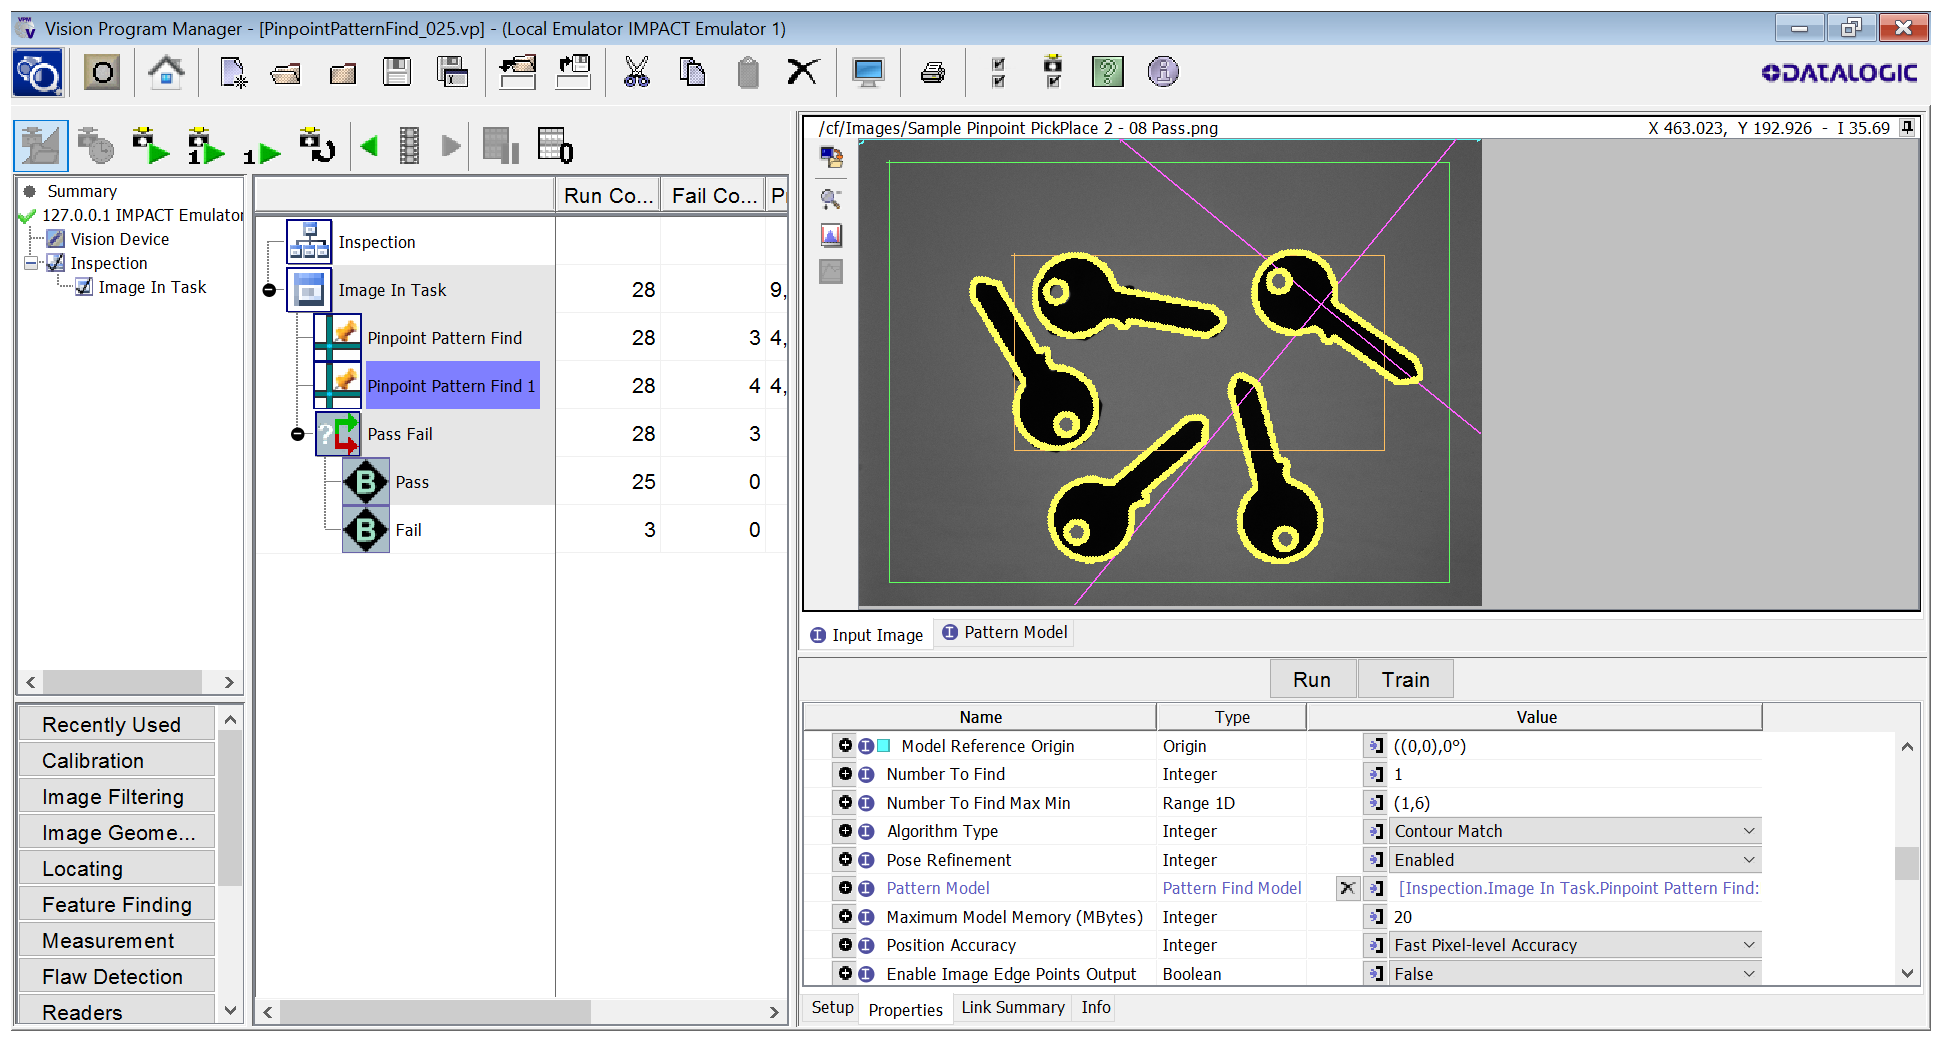 Vision Program Manager - [PinpointPatternFind_025.vp] - (Local Emulator IMPACT Emulator 1)
DATALOGIC
/cf/Images/Sample Pinpoint PickPlace 2 - 08 Pass.png
X 463.023, Y 192.926 - I 35.69
Summary
127.0.0.1 IMPACT Emulator
Vision Device
Inspection
Image In Task
Recently Used
Calibration
Image Filtering
Image Geome...
Locating
Feature Finding
Measurement
Flaw Detection
Readers
Run Co... Fail Co... P
Inspection
Image In Task 28 9,
Pinpoint Pattern Find 28 3 4,
Pinpoint Pattern Find 1 28 4 4,
Pass Fail 28 3
Pass 25 0
Fail 3 0
Input Image Pattern Model
Run Train
Name Type Value
Model Reference Origin Origin ((0,0),0°)
Number To Find Integer 1
Number To Find Max Min Range 1D (1,6)
Algorithm Type Integer Contour Match
Pose Refinement Integer Enabled
Pattern Model Pattern Find Model [Inspection.Image In Task.Pinpoint Pattern Find:
Maximum Model Memory (MBytes) Integer 20
Position Accuracy Integer Fast Pixel-level Accuracy
Enable Image Edge Points Output Boolean False
Setup Properties Link Summary Info